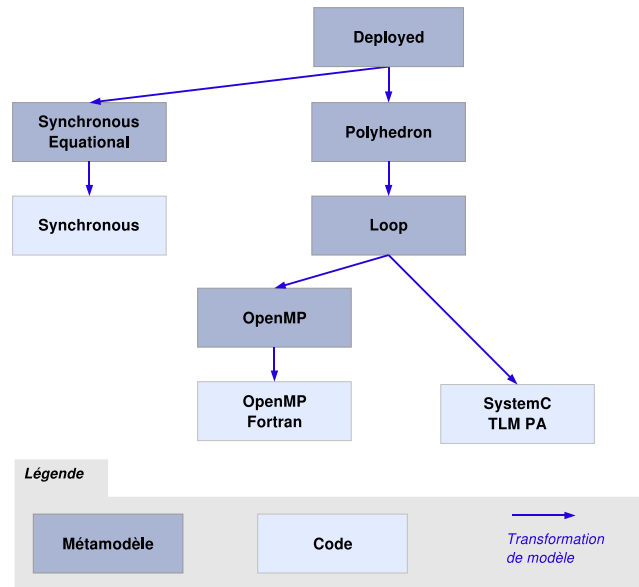 Deployed
Synchronous
Equational
Polyhedron
Synchronous
Loop
OpenMP
OpenMP
Fortran
SystemC
TLM PA
Légende
Métamodèle
Code
Transformation
de modèle